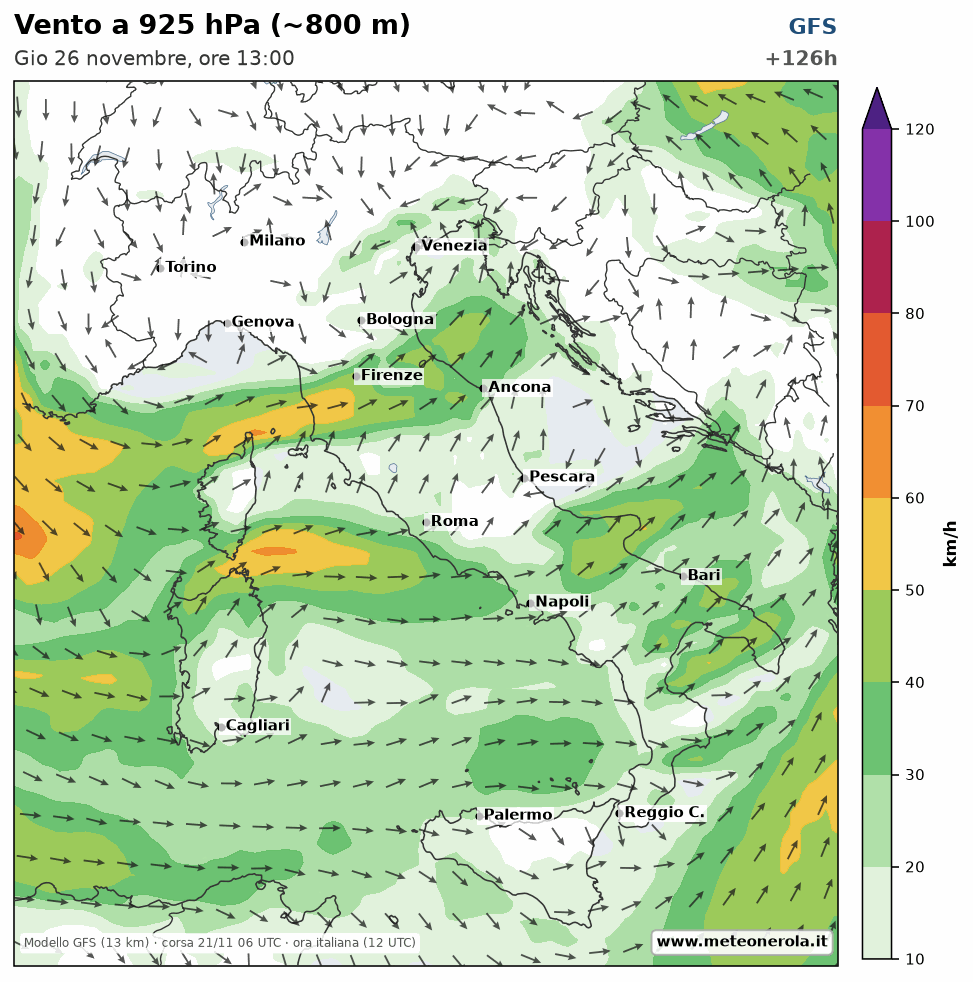 Vento a 925 hPa (~800 m)
GFS
Gio 26 novembre, ore 13:00
+126h
120
100
80
70
60
50
40
30
20
10
km/h
Milano
Venezia
Torino
Genova
Bologna
Firenze
Ancona
Pescara
Roma
Bari
Napoli
Cagliari
Palermo
Reggio C.
Modello GFS (13 km) · corsa 21/11 06 UTC · ora italiana (12 UTC)
www.meteonerola.it